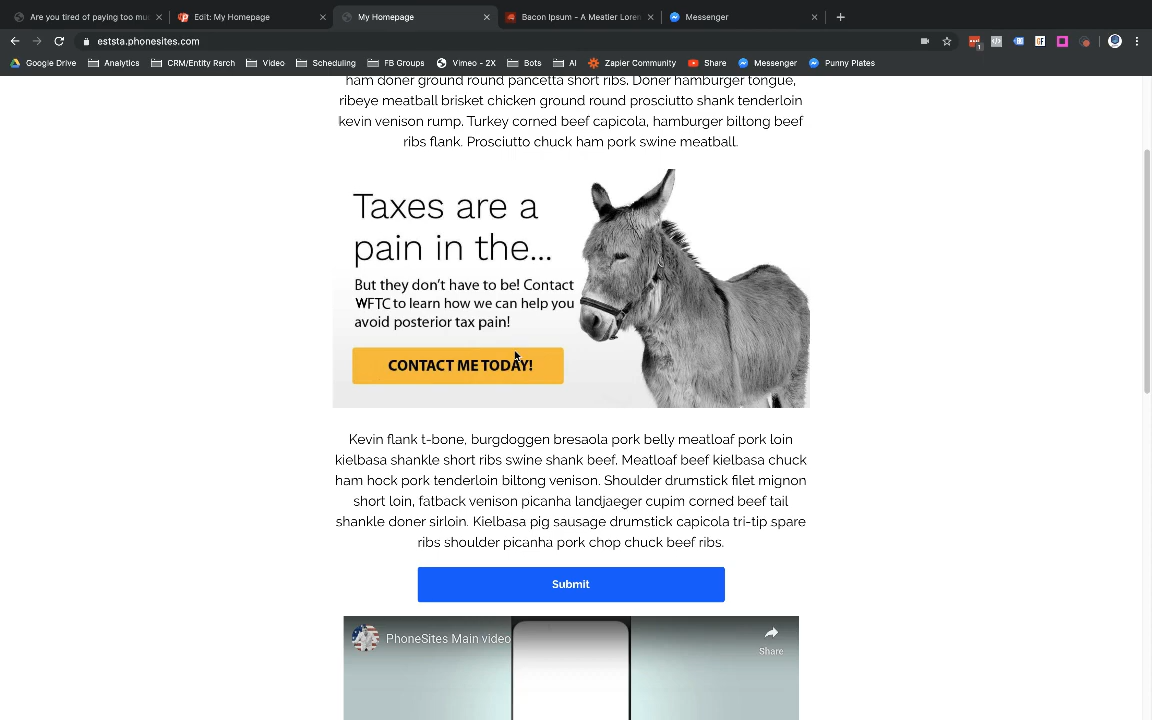 Are you tired of paying too mu
Edit: My Homepage
My Homepage
Bacon Ipsum - A Meatier Loren
Messenger
eststa.phonesites.com
Google Drive
Analytics
CRM/Entity Rsrch
Video
Scheduling
FB Groups
Vimeo - 2X
Bots
AI
Zapier Community
Share
Messenger
Punny Plates
ham doner ground round pancetta short ribs. Doner hamburger tongue,
ribeye meatball brisket chicken ground round prosciutto shank tenderloin
kevin venison rump. Turkey corned beef capicola, hamburger biltong beef
ribs flank. Prosciutto chuck ham pork swine meatball.
Taxes are a
pain in the...
But they don't have to be! Contact
WFTC to learn how we can help you
avoid posterior tax pain!
CONTACT ME TODAY!
Kevin flank t-bone, burgdoggen bresaola pork belly meatloaf pork loin
kielbasa shankle short ribs swine shank beef. Meatloaf beef kielbasa chuck
ham hock pork tenderloin biltong venison. Shoulder drumstick filet mignon
short loin, fatback venison picanha landjaeger cupim corned beef tail
shankle doner sirloin. Kielbasa pig sausage drumstick capicola tri-tip spare
ribs shoulder picanha pork chop chuck beef ribs.
Submit
PhoneSites Main video
Share